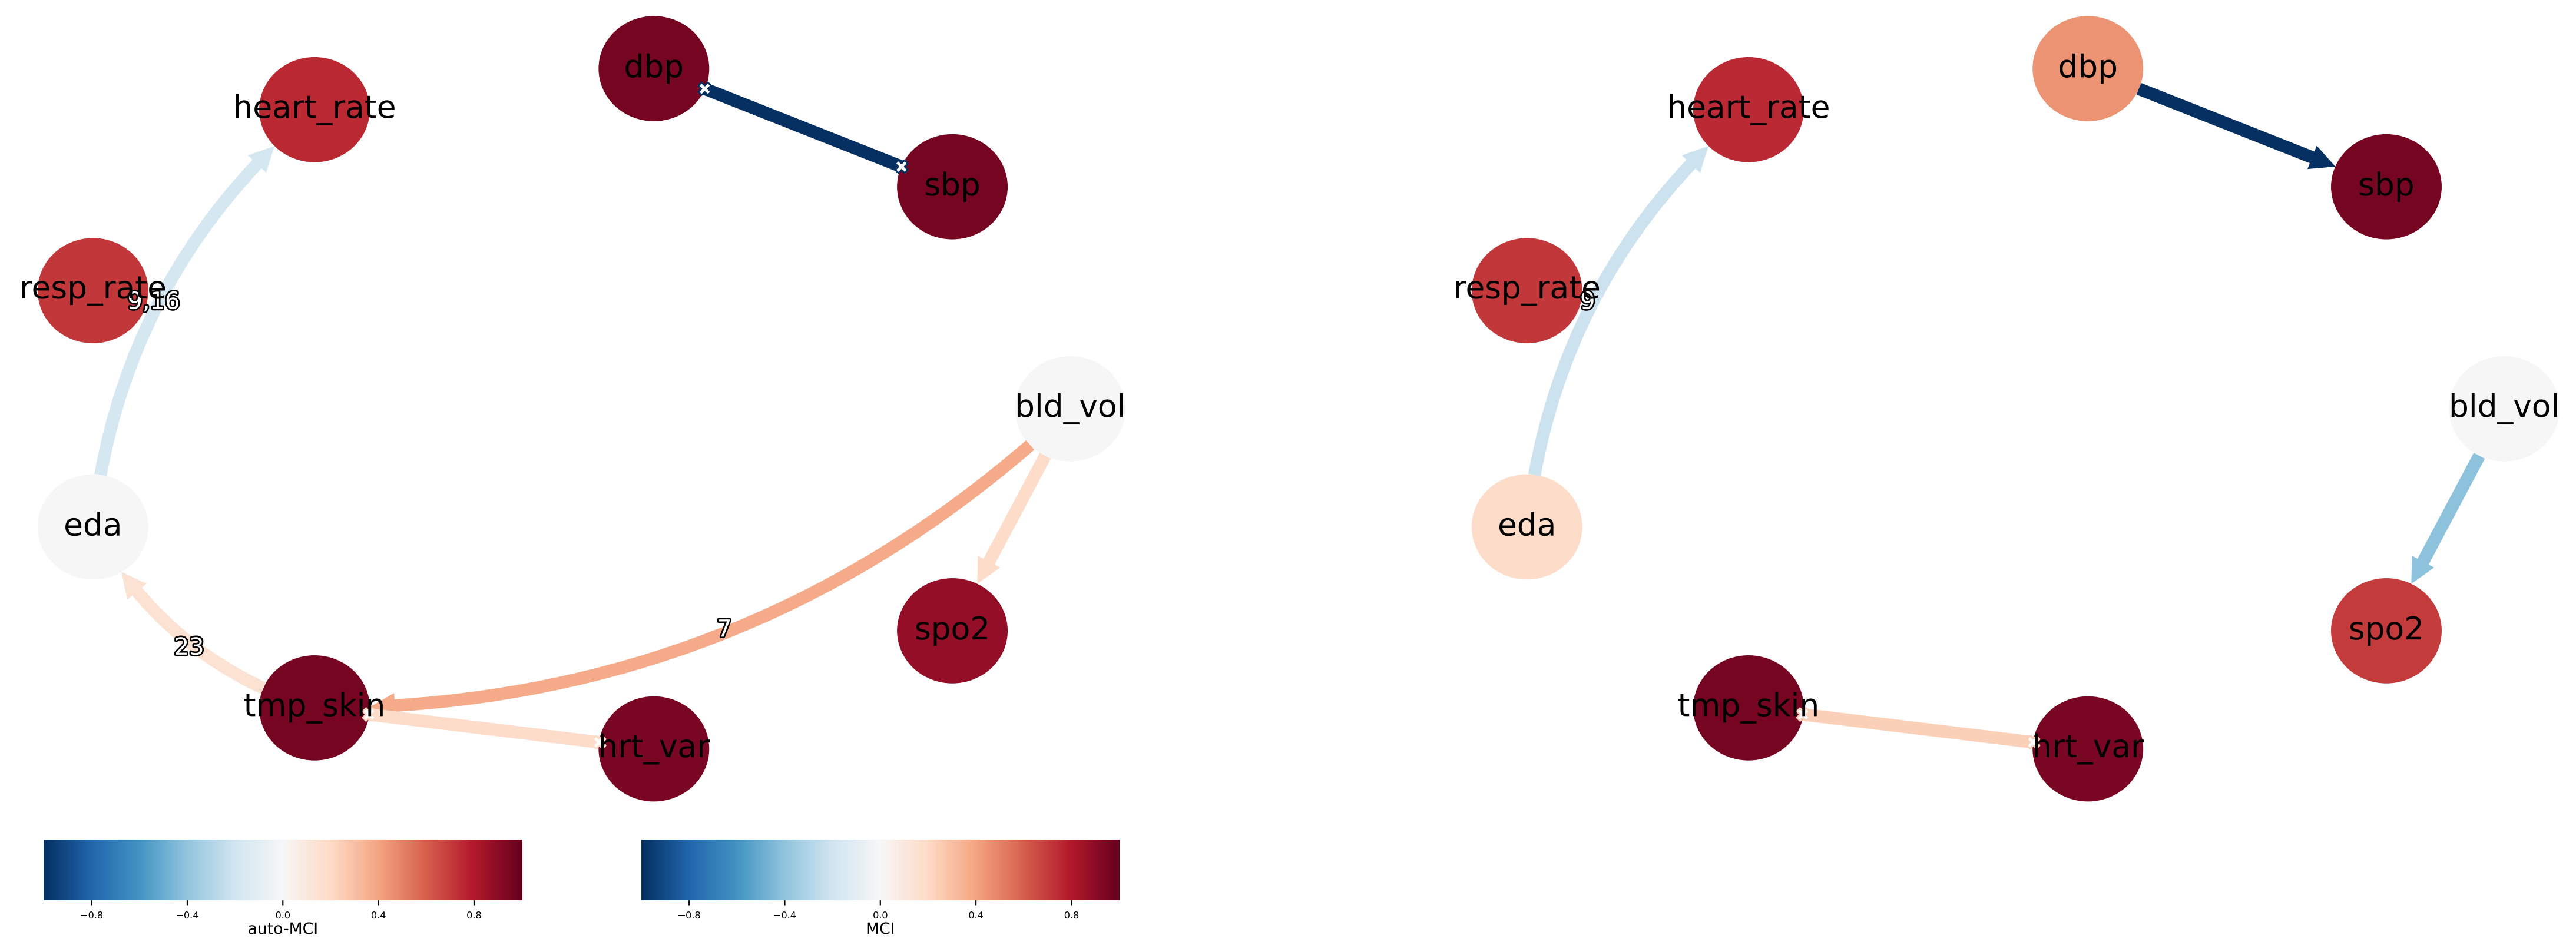 dbp
heart_rate
sbp
resp_rate
9,16
bld_vol
eda
7
spo2
23
tmp_skin
hrt_var
−0.8 −0.4 0.0 0.4 0.8
auto-MCI
−0.8 −0.4 0.0 0.4 0.8
MCI
dbp
heart_rate
sbp
resp_rate
9
bld_vol
eda
spo2
tmp_skin
hrt_var